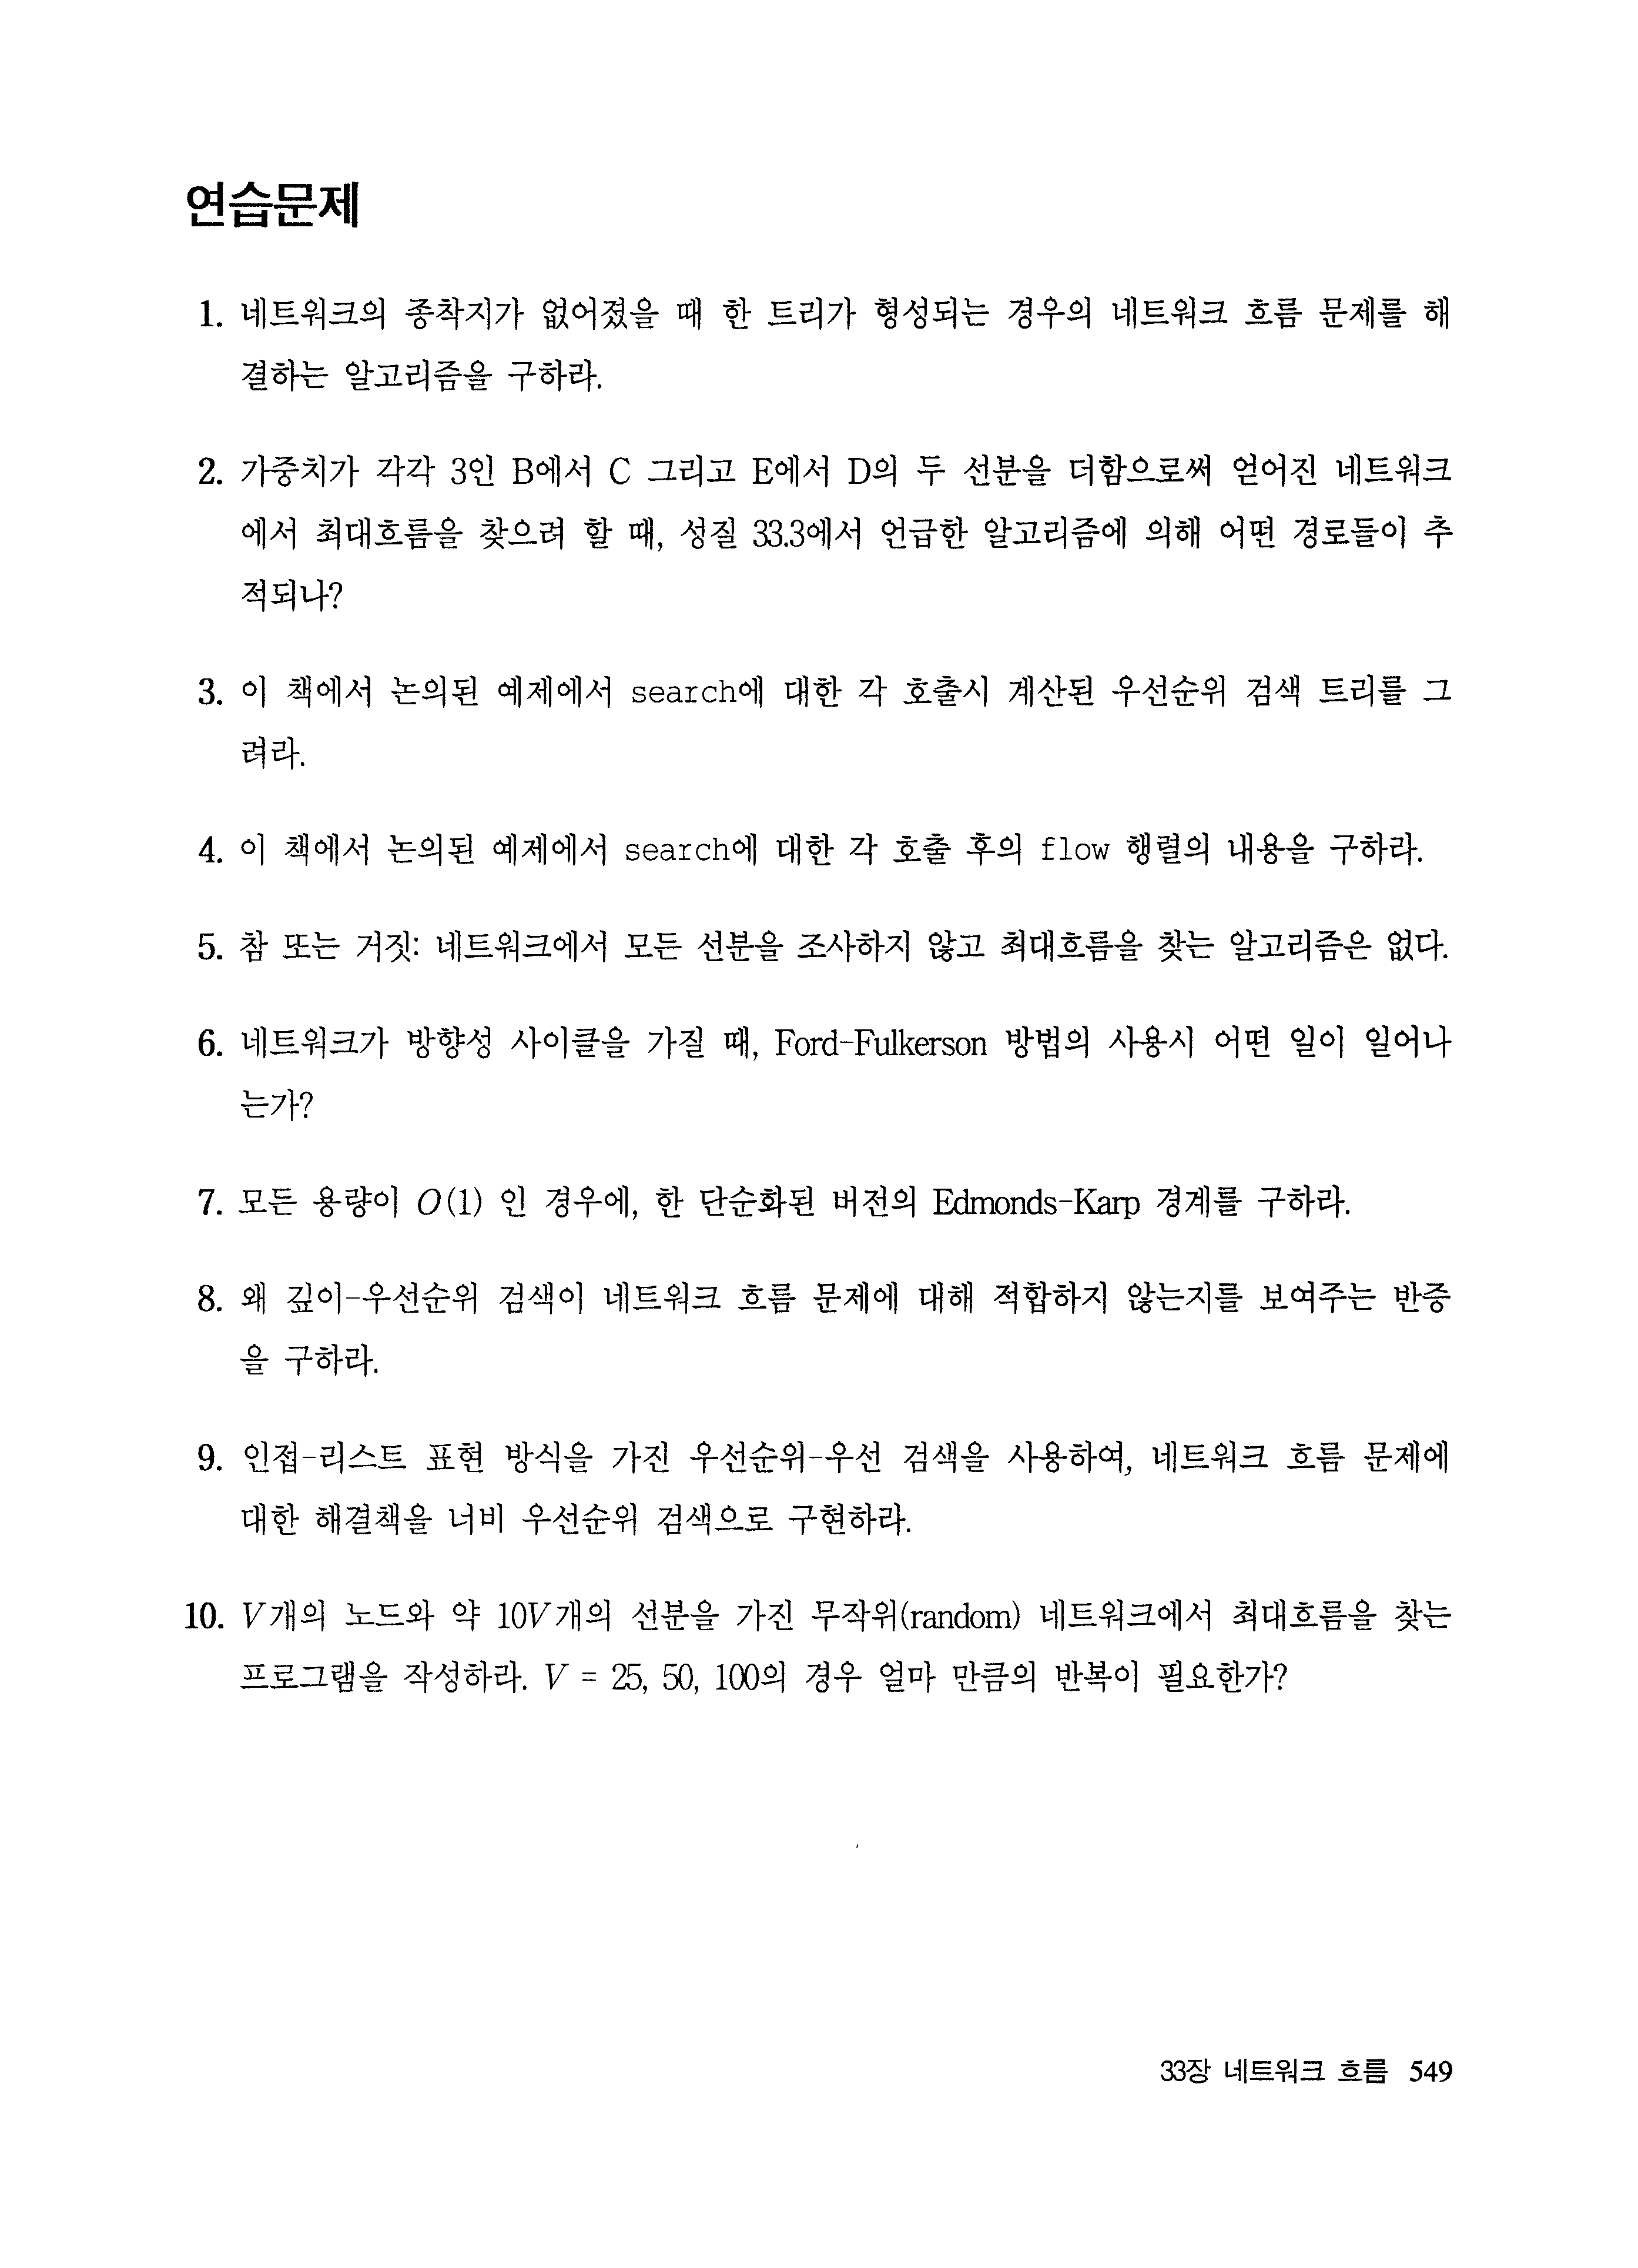 연습문제
1. 네트워크의 종착지가 없어졌을 때 한 트리가 형성되는 경우의 네트워크 흐름 문제를 해
결하는 알고리즘을 구하라.
2. 가중치가 각각 3인 B에서 C 그리고 E에서 D의 두 선분을 더함으로써 얻어진 네트워크
에서 최대흐름을 찾으려 할 때, 성질 33.3에서 언급한 알고리즘에 의해 어떤 경로들이 추
적되나?
3. 이 책에서 논의된 예제에서 search에 대한 각 호출시 계산된 우선순위 검색 트리를 그
려라.
4. 이 책에서 논의된 예제에서 search에 대한 각 호출 후의 flow 행렬의 내용을 구하라.
5. 참 또는 거짓: 네트워크에서 모든 선분을 조사하지 않고 최대흐름을 찾는 알고리즘은 없다.
6. 네트워크가 방향성 사이클을 가질 때, Ford-Fulkerson 방법의 사용시 어떤 일이 일어나
는가?
7. 모든 용량이 O(1) 인 경우에, 한 단순화된 버전의 Edmonds-Karp 경계를 구하라.
8. 왜 깊이-우선순위 검색이 네트워크 흐름 문제에 대해 적합하지 않는지를 보여주는 반증
을 구하라.
9. 인접-리스트 표현 방식을 가진 우선순위-우선 검색을 사용하여, 네트워크 흐름 문제에
대한 해결책을 너비 우선순위 검색으로 구현하라.
10. V개의 노드와 약 10V개의 선분을 가진 무작위(random) 네트워크에서 최대흐름을 찾는
프로그램을 작성하라. V = 25, 50, 100의 경우 얼마 만큼의 반복이 필요한가?
33장 네트워크 흐름 549